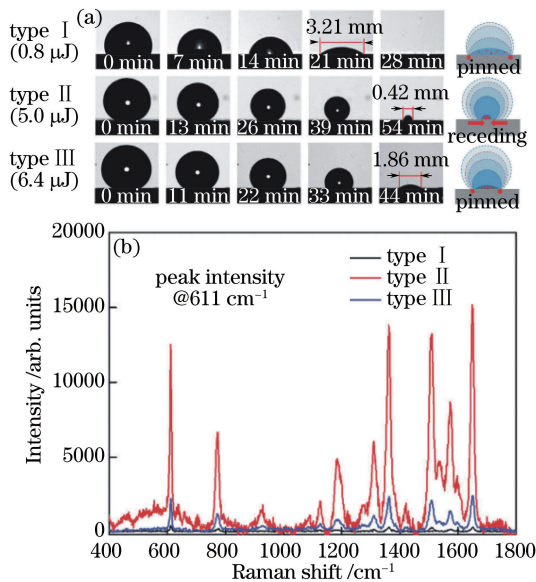 (a)
type Ⅰ
(0.8 μJ)
0 min
7 min
14 min
3.21 mm
21 min
28 min
pinned
type Ⅱ
(5.0 μJ)
0 min
13 min
26 min
39 min
0.42 mm
54 min
receding
type Ⅲ
(6.4 μJ)
0 min
11 min
22 min
33 min
1.86 mm
44 min
pinned
(b)
peak intensity
@611 cm⁻¹
type Ⅰ
type Ⅱ
type Ⅲ
Intensity /arb. units
20000
15000
10000
5000
0
400 600 800 1000 1200 1400 1600 1800
Raman shift /cm⁻¹